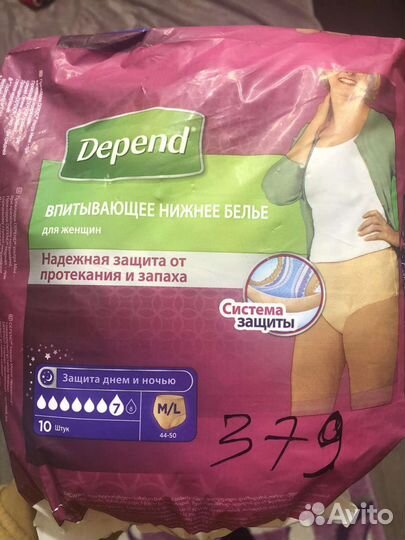 Depend
ВПИТЫВАЮЩЕЕ НИЖНЕЕ БЕЛЬЕ
для женщин
Надежная защита от
протекания и запаха
Система
защиты
Защита днем и ночью
7 8
M/L
10 Штук
44-50
379
Avito